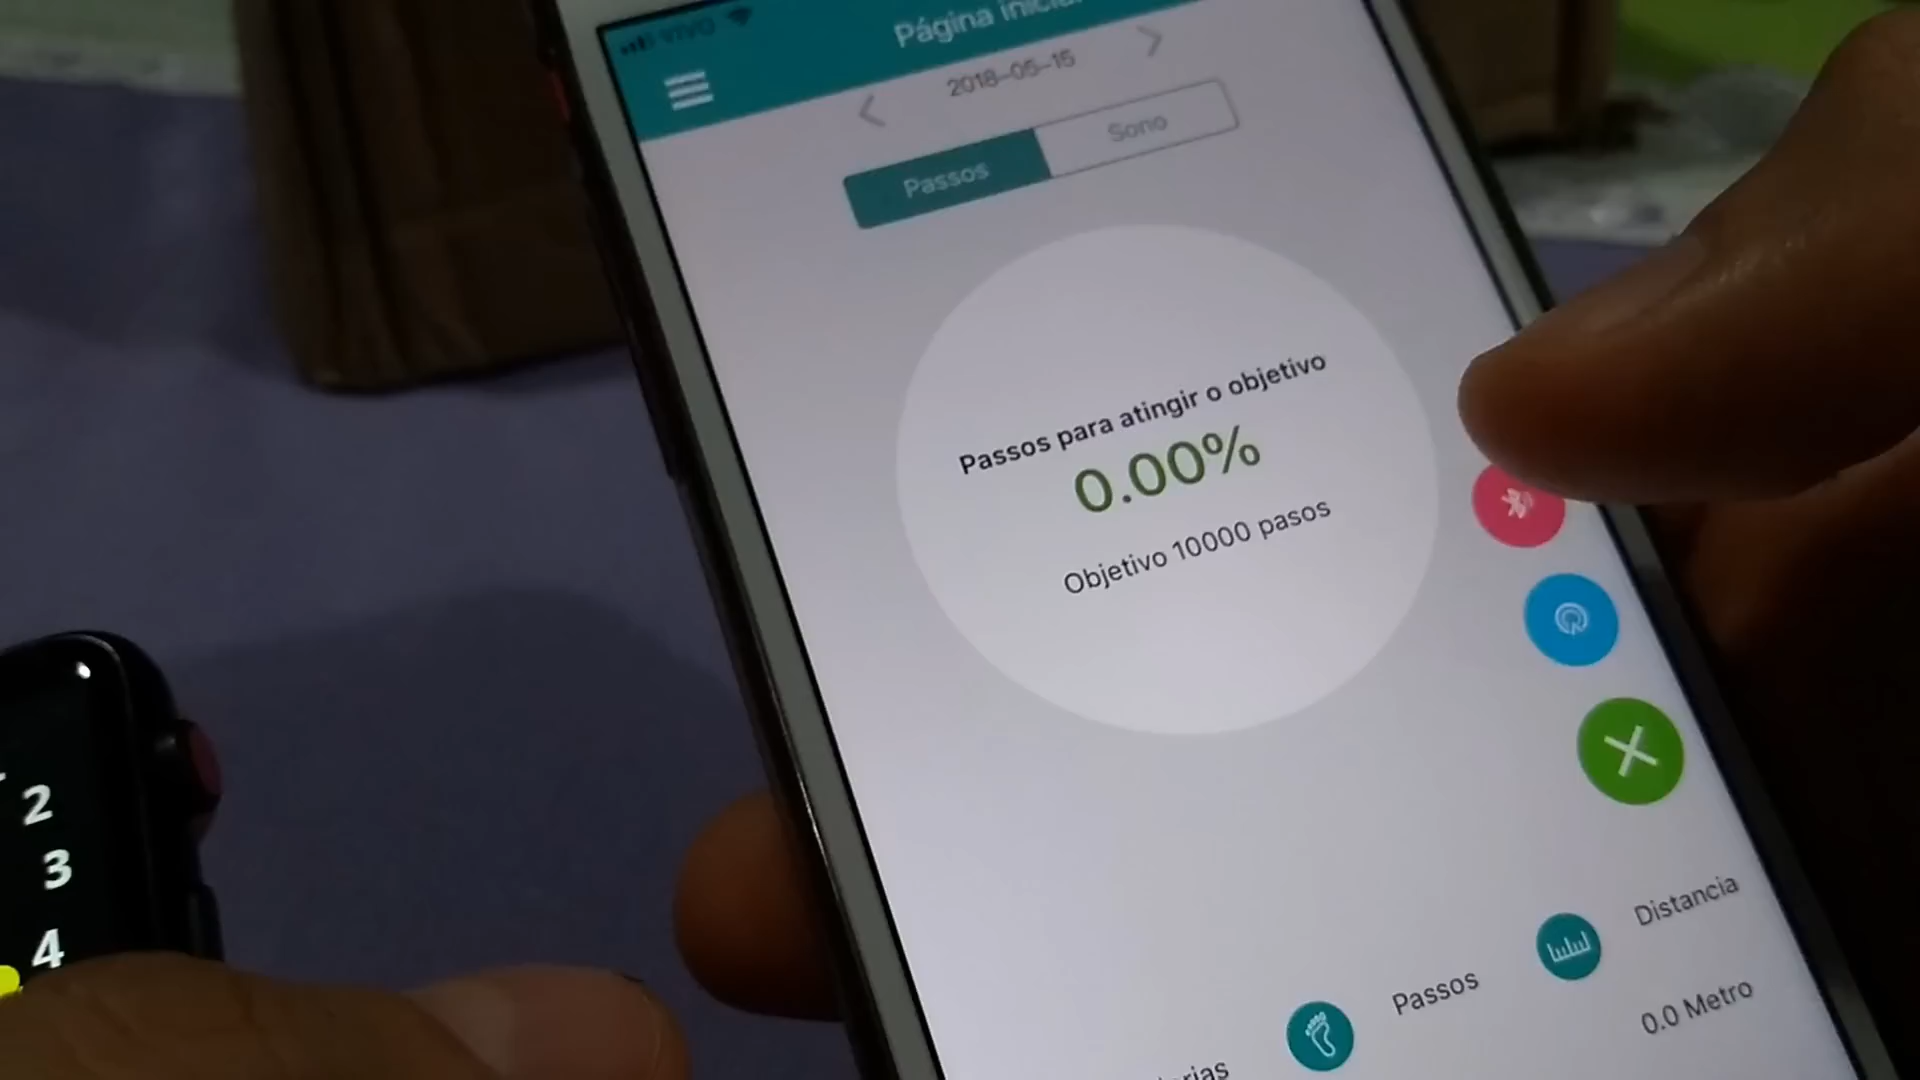 vivo
Página inicial
2018-05-15
Passos
Sono
Passos para atingir o objetivo
0.00%
Objetivo 10000 pasos
Distancia
0.0 Metro
Passos
2
3
4